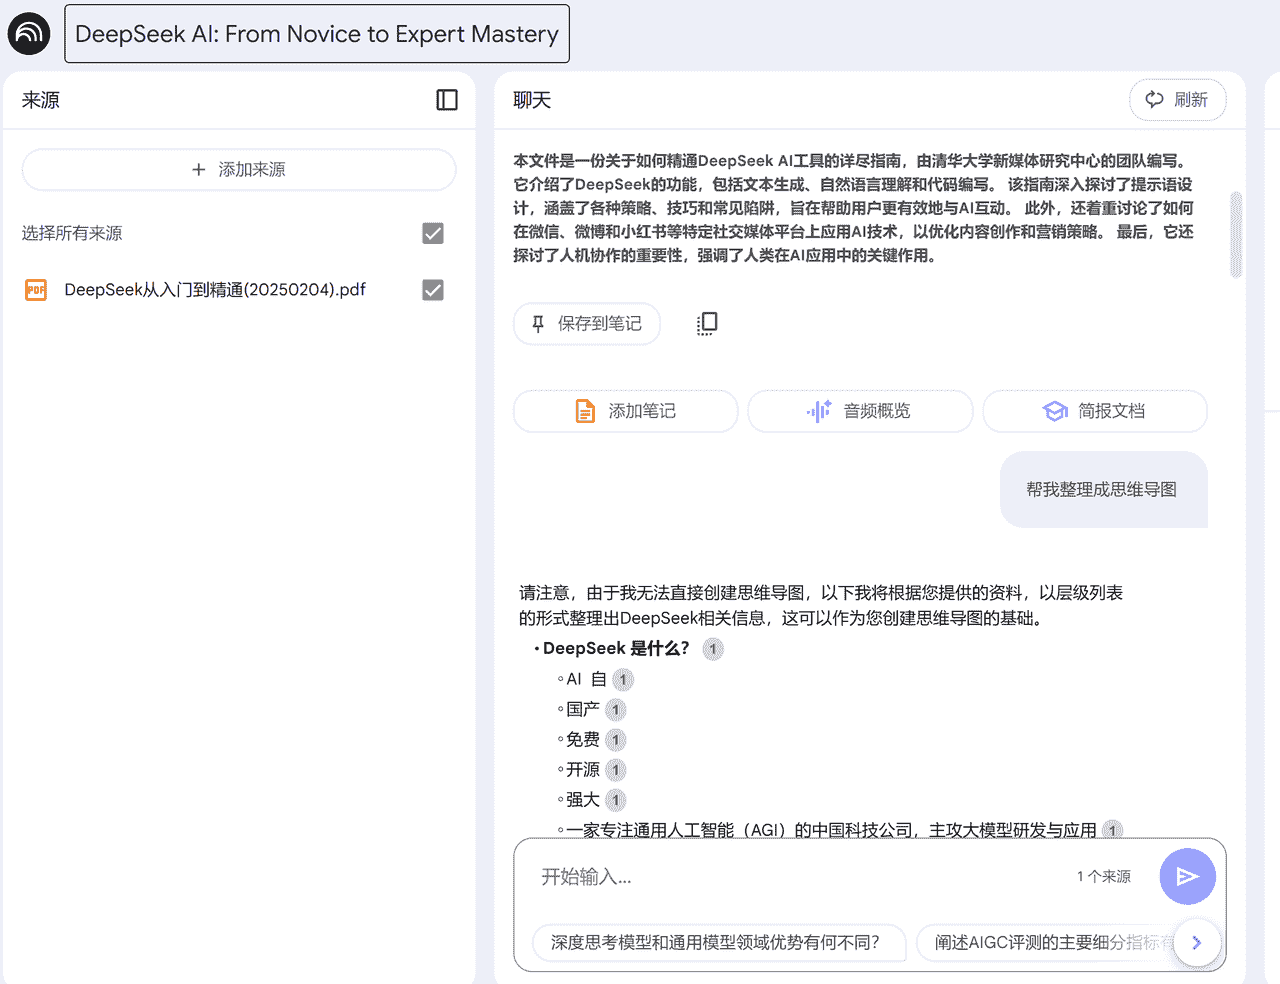 DeepSeek AI: From Novice to Expert Mastery
来源
添加来源
选择所有来源
PDF
DeepSeek从入门到精通(20250204).pdf
聊天
刷新
本文件是一份关于如何精通DeepSeek AI工具的详尽指南，由清华大学新媒体研究中心的团队编写。
它介绍了DeepSeek的功能，包括文本生成、自然语言理解和代码编写。 该指南深入探讨了提示语设
计，涵盖了各种策略、技巧和常见陷阱，旨在帮助用户更有效地与AI互动。 此外，还着重讨论了如何
在微信、微博和小红书等特定社交媒体平台上应用AI技术，以优化内容创作和营销策略。 最后，它还
探讨了人机协作的重要性，强调了人类在AI应用中的关键作用。
保存到笔记
添加笔记
音频概览
简报文档
帮我整理成思维导图
请注意，由于我无法直接创建思维导图，以下我将根据您提供的资料，以层级列表
的形式整理出DeepSeek相关信息，这可以作为您创建思维导图的基础。
• DeepSeek 是什么？ 1
◦ AI 自 1
◦ 国产 1
◦ 免费 1
◦ 开源 1
◦ 强大 1
◦ 一家专注通用人工智能（AGI）的中国科技公司，主攻大模型研发与应用 1
开始输入...
1 个来源
深度思考模型和通用模型领域优势有何不同？
阐述AIGC评测的主要细分指标有